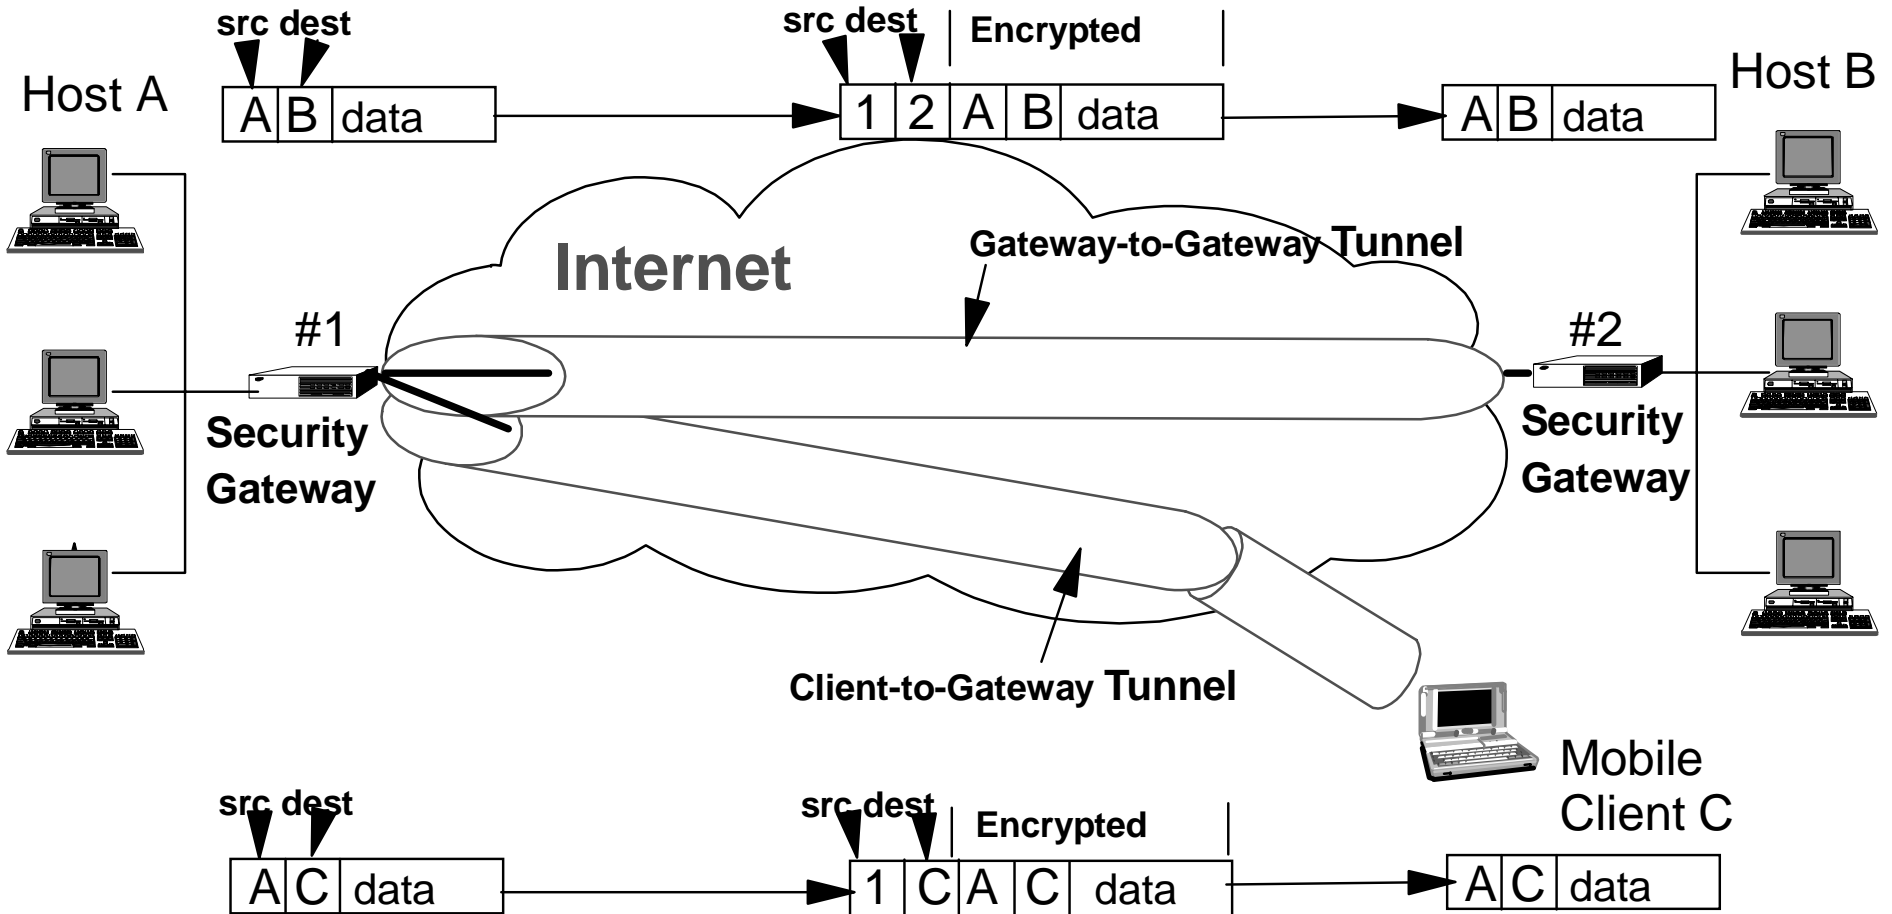 src dest
src dest
Encrypted
Host A
Host B
A B data
1 2 A B data
A B data
Internet
Gateway-to-Gateway Tunnel
#1
#2
Security
Gateway
Security
Gateway
Client-to-Gateway Tunnel
Mobile
Client C
src dest
src dest
Encrypted
A C data
1 C A C data
A C data